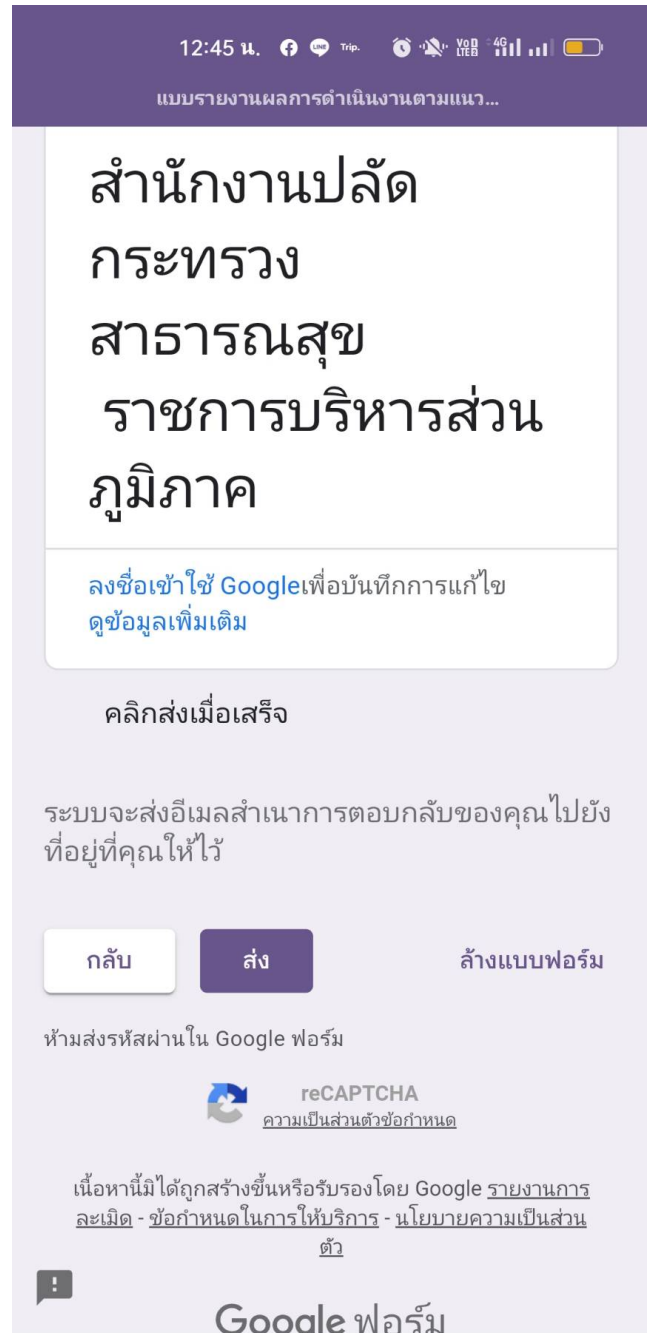 12:45 น. LINE Trip. VoD LTE2 4G
แบบรายงานผลการดำเนินงานตามแนว...
สำนักงานปลัด
กระทรวง
สาธารณสุข
ราชการบริหารส่วน
ภูมิภาค
ลงชื่อเข้าใช้ Googleเพื่อบันทึกการแก้ไข
ดูข้อมูลเพิ่มเติม
คลิกส่งเมื่อเสร็จ
ระบบจะส่งอีเมลสำเนาการตอบกลับของคุณไปยัง
ที่อยู่ที่คุณให้ไว้
กลับ ส่ง ล้างแบบฟอร์ม
ห้ามส่งรหัสผ่านใน Google ฟอร์ม
reCAPTCHA
ความเป็นส่วนตัวข้อกำหนด
เนื้อหานี้มิได้ถูกสร้างขึ้นหรือรับรองโดย Google รายงานการ
ละเมิด - ข้อกำหนดในการให้บริการ - นโยบายความเป็นส่วน
ตัว
Google ฟอร์ม